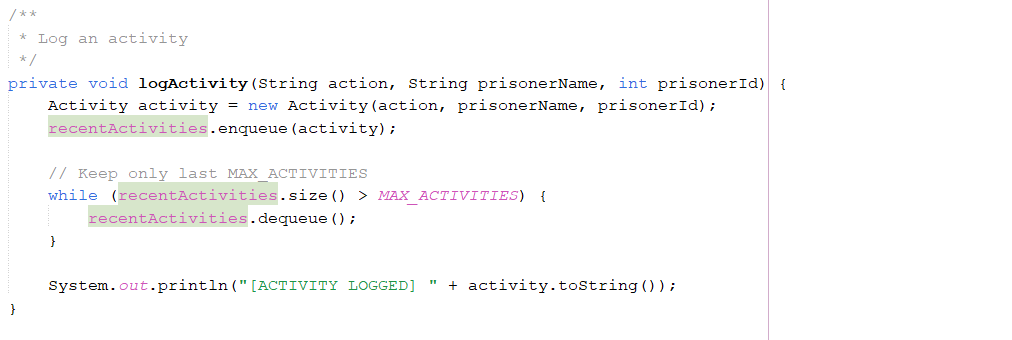 /**
 * Log an activity
 */
private void logActivity(String action, String prisonerName, int prisonerId) {
    Activity activity = new Activity(action, prisonerName, prisonerId);
    recentActivities.enqueue(activity);

    // Keep only last MAX_ACTIVITIES
    while (recentActivities.size() > MAX_ACTIVITIES) {
        recentActivities.dequeue();
    }

    System.out.println("[ACTIVITY LOGGED] " + activity.toString());
}